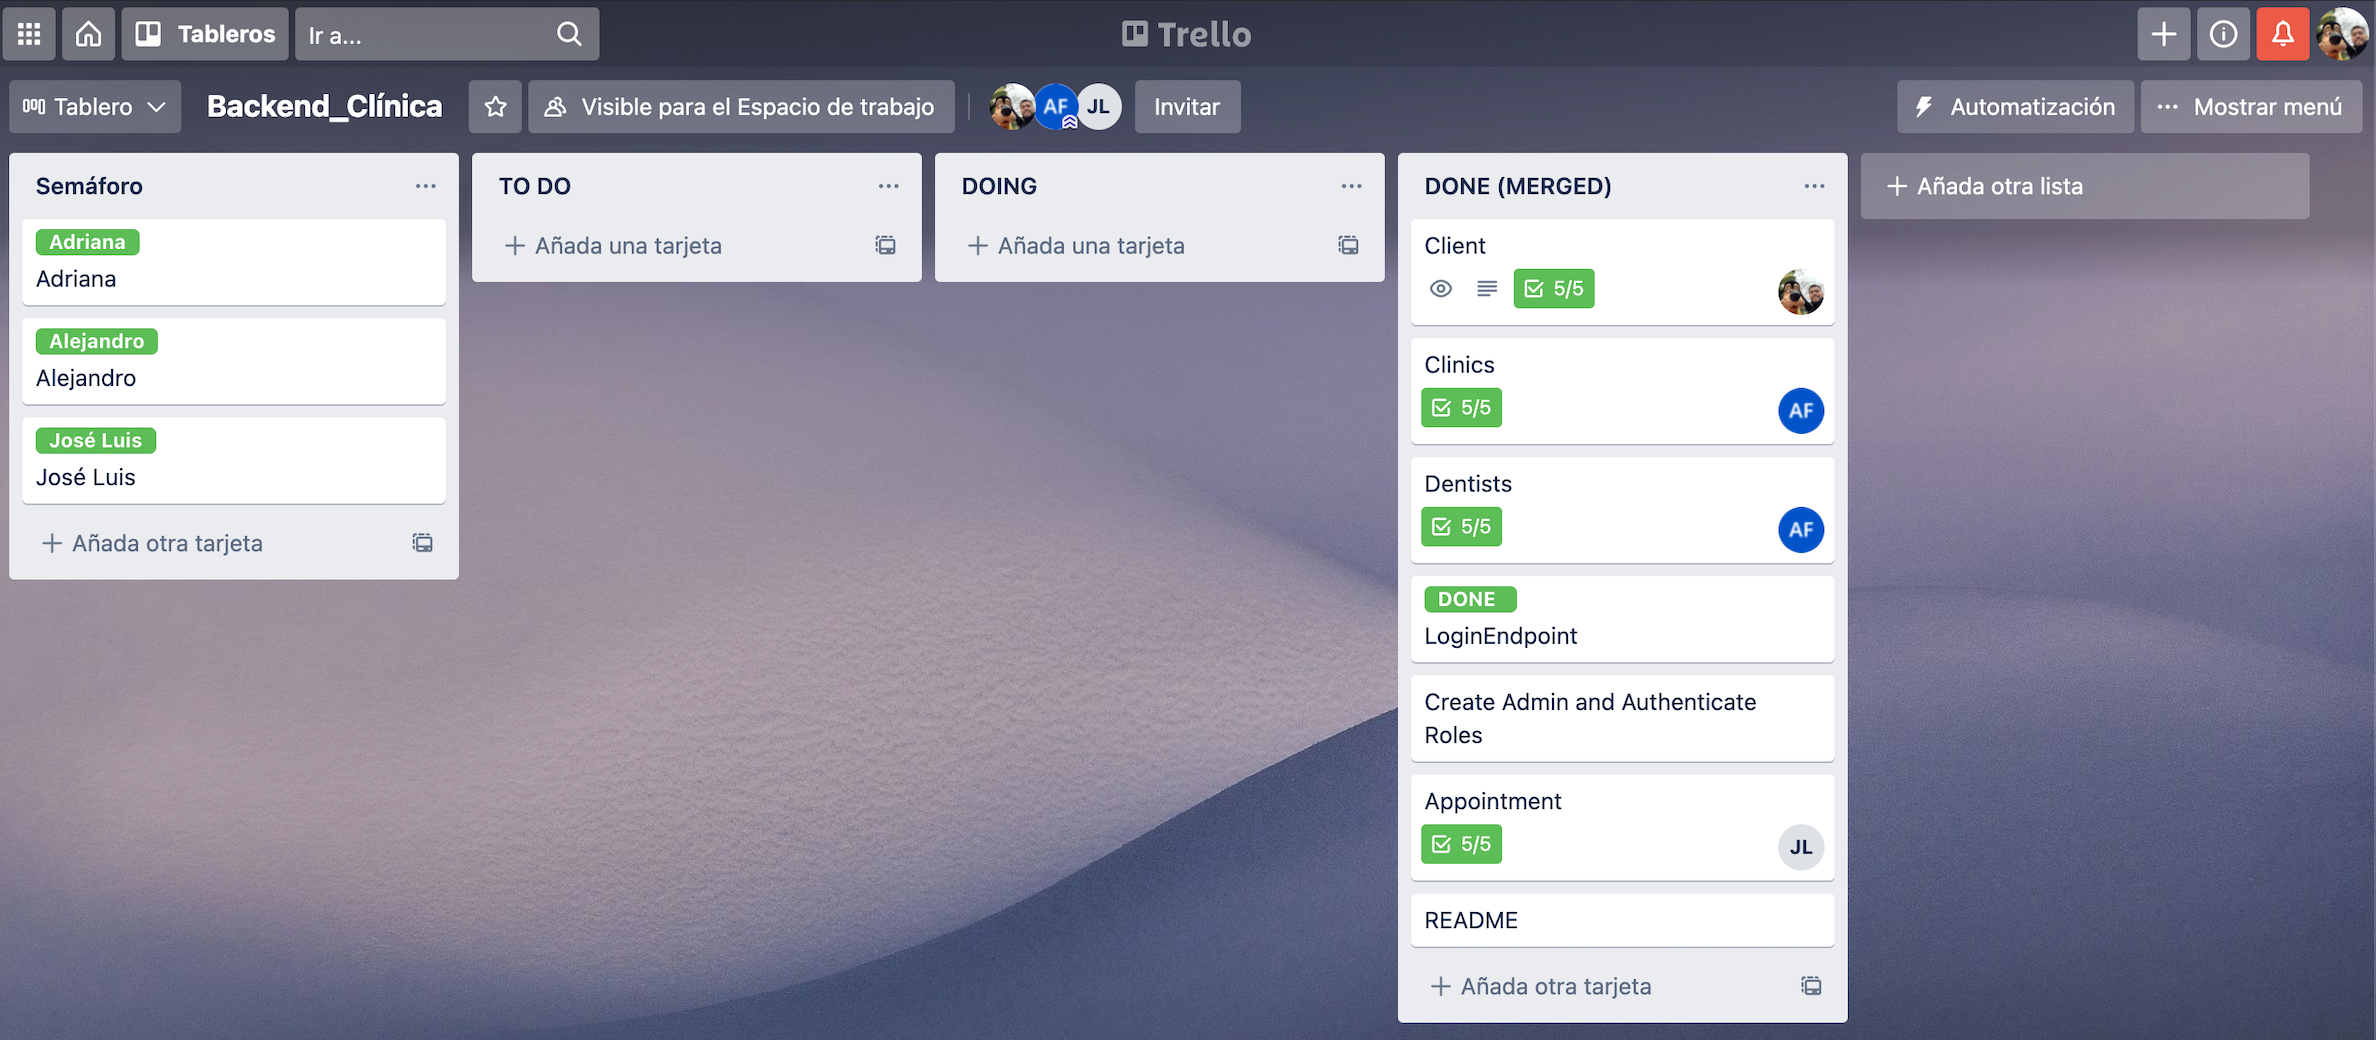 Tableros
Ir a...
Trello
Tablero
Backend_Clínica
Visible para el Espacio de trabajo
AF
JL
Invitar
Automatización
Mostrar menú
Semáforo
Adriana
Adriana
Alejandro
Alejandro
José Luis
José Luis
+ Añada otra tarjeta
TO DO
+ Añada una tarjeta
DOING
+ Añada una tarjeta
DONE (MERGED)
Client
5/5
Clinics
5/5
AF
Dentists
5/5
AF
DONE
LoginEndpoint
Create Admin and Authenticate
Roles
Appointment
5/5
JL
README
+ Añada otra tarjeta
+ Añada otra lista